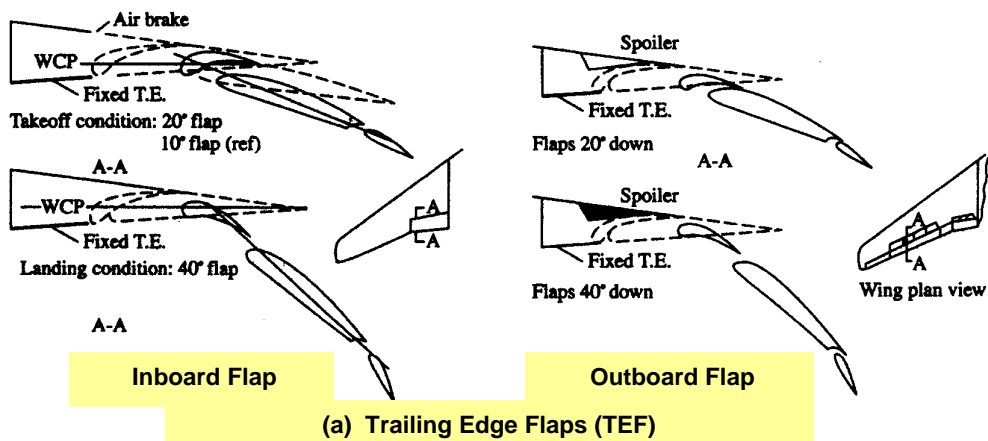 Air brake
WCP
Fixed T.E.
Takeoff condition: 20° flap
10° flap (ref)
A-A
WCP
Fixed T.E.
Landing condition: 40° flap
A-A
A
A
Inboard Flap
Spoiler
Fixed T.E.
Flaps 20° down
A-A
Spoiler
Fixed T.E.
Flaps 40° down
A
A
Wing plan view
Outboard Flap
(a) Trailing Edge Flaps (TEF)